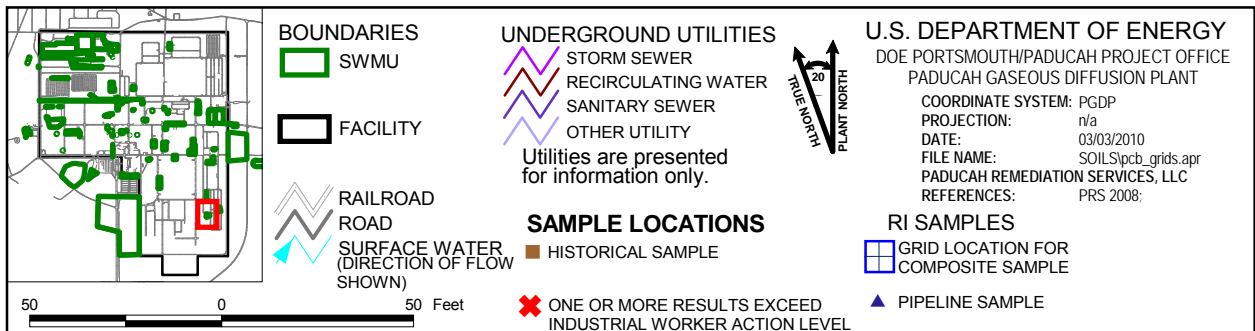 BOUNDARIES
SWMU
FACILITY
RAILROAD
ROAD
SURFACE WATER
(DIRECTION OF FLOW
SHOWN)
50 0 50 Feet
UNDERGROUND UTILITIES
STORM SEWER
RECIRCULATING WATER
SANITARY SEWER
OTHER UTILITY
Utilities are presented
for information only.
SAMPLE LOCATIONS
HISTORICAL SAMPLE
ONE OR MORE RESULTS EXCEED
INDUSTRIAL WORKER ACTION LEVEL
TRUE NORTH
20
PLANT NORTH
U.S. DEPARTMENT OF ENERGY
DOE PORTSMOUTH/PADUCAH PROJECT OFFICE
PADUCAH GASEOUS DIFFUSION PLANT
COORDINATE SYSTEM: PGDP
PROJECTION: n/a
DATE: 03/03/2010
FILE NAME: SOILS\pcb_grids.apr
PADUCAH REMEDIATION SERVICES, LLC
REFERENCES: PRS 2008;
RI SAMPLES
GRID LOCATION FOR
COMPOSITE SAMPLE
PIPELINE SAMPLE